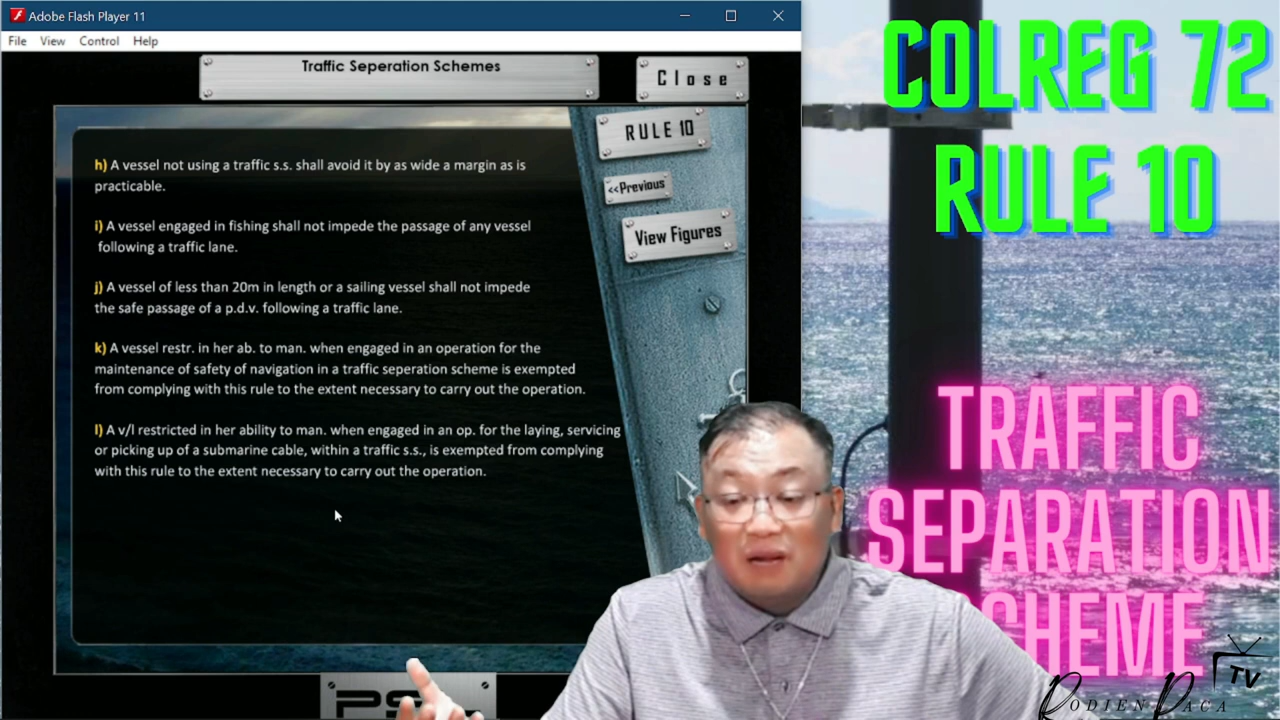 Adobe Flash Player 11
File View Control Help
Traffic Seperation Schemes
Close
RULE 10
<<Previous
View Figures
h) A vessel not using a traffic s.s. shall avoid it by as wide a margin as is
practicable.
i) A vessel engaged in fishing shall not impede the passage of any vessel
following a traffic lane.
j) A vessel of less than 20m in length or a sailing vessel shall not impede
the safe passage of a p.d.v. following a traffic lane.
k) A vessel restr. in her ab. to man. when engaged in an operation for the
maintenance of safety of navigation in a traffic seperation scheme is exempted
from complying with this rule to the extent necessary to carry out the operation.
l) A v/l restricted in her ability to man. when engaged in an op. for the laying, servicing
or picking up of a submarine cable, within a traffic s.s., is exempted from complying
with this rule to the extent necessary to carry out the operation.
COLREG 72
RULE 10
TRAFFIC
SEPARATION
SCHEME
RODIEN DACA
TV